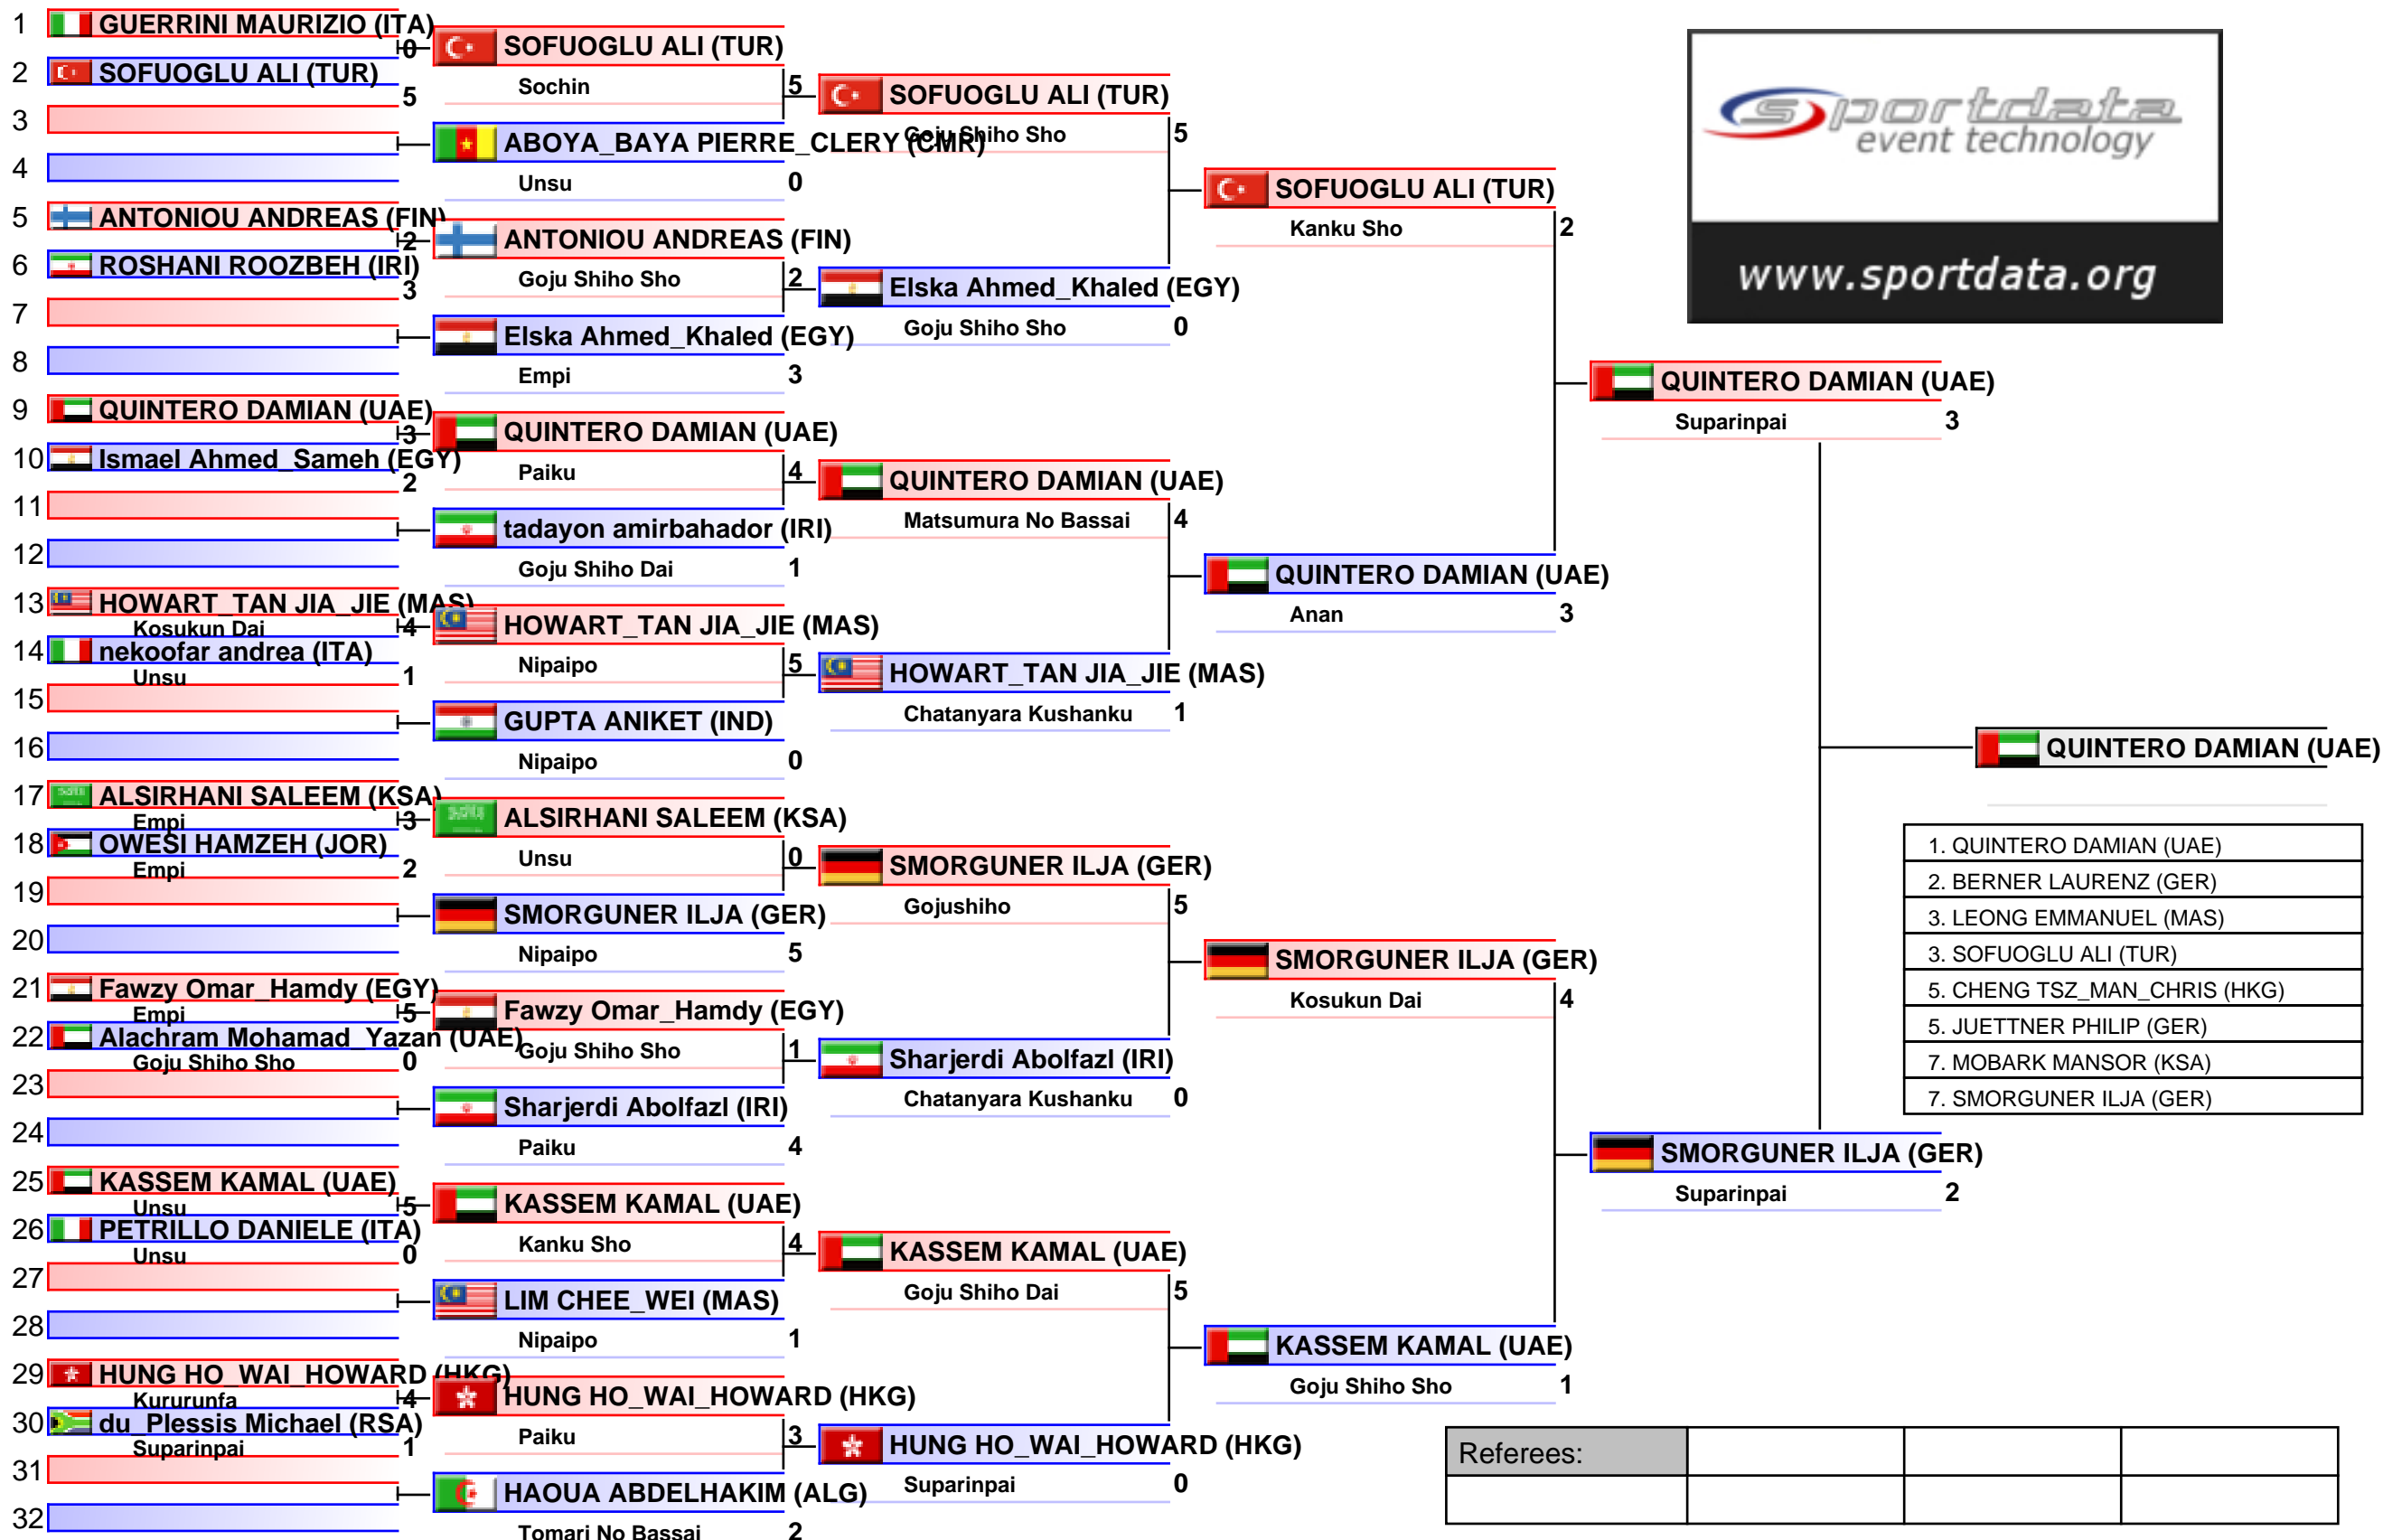 1 GUERRINI MAURIZIO (ITA)
0
2 SOFUOGLU ALI (TUR)
5
3
4
5 ANTONIOU ANDREAS (FIN)
2
6 ROSHANI ROOZBEH (IRI)
3
7
8
9 QUINTERO DAMIAN (UAE)
3
10 Ismael Ahmed_Sameh (EGY)
2
11
12
13 HOWART_TAN JIA_JIE (MAS)
Kosukun Dai 4
14 nekoofar andrea (ITA)
Unsu 1
15
16
17 ALSIRHANI SALEEM (KSA)
Empi 3
18 OWESI HAMZEH (JOR)
Empi 2
19
20
21 Fawzy Omar_Hamdy (EGY)
Empi 5
22 Alachram Mohamad_Yazan (UAE)
Goju Shiho Sho 0
23
24
25 KASSEM KAMAL (UAE)
Unsu 5
26 PETRILLO DANIELE (ITA)
Unsu 0
27
28
29 HUNG HO_WAI_HOWARD (HKG)
Kururunfa 4
30 du_Plessis Michael (RSA)
Suparinpai 1
31
32
SOFUOGLU ALI (TUR)
Sochin 5
ABOYA_BAYA PIERRE_CLERY (CMR)
Unsu 0
ANTONIOU ANDREAS (FIN)
Goju Shiho Sho 2
Elska Ahmed_Khaled (EGY)
Empi 3
QUINTERO DAMIAN (UAE)
Paiku 4
tadayon amirbahador (IRI)
Goju Shiho Dai 1
HOWART_TAN JIA_JIE (MAS)
Nipaipo 5
GUPTA ANIKET (IND)
Nipaipo 0
ALSIRHANI SALEEM (KSA)
Unsu 0
SMORGUNER ILJA (GER)
Nipaipo 5
Fawzy Omar_Hamdy (EGY)
Goju Shiho Sho 1
Sharjerdi Abolfazl (IRI)
Paiku 4
KASSEM KAMAL (UAE)
Kanku Sho 4
LIM CHEE_WEI (MAS)
Nipaipo 1
HUNG HO_WAI_HOWARD (HKG)
Paiku 3
HAOUA ABDELHAKIM (ALG)
Tomari No Bassai 2
SOFUOGLU ALI (TUR)
Goju Shiho Sho 5
Elska Ahmed_Khaled (EGY)
Goju Shiho Sho 0
QUINTERO DAMIAN (UAE)
Matsumura No Bassai 4
HOWART_TAN JIA_JIE (MAS)
Chatanyara Kushanku 1
SMORGUNER ILJA (GER)
Gojushiho 5
Sharjerdi Abolfazl (IRI)
Chatanyara Kushanku 0
KASSEM KAMAL (UAE)
Goju Shiho Dai 5
HUNG HO_WAI_HOWARD (HKG)
Suparinpai 0
SOFUOGLU ALI (TUR)
Kanku Sho 2
QUINTERO DAMIAN (UAE)
Anan 3
SMORGUNER ILJA (GER)
Kosukun Dai 4
KASSEM KAMAL (UAE)
Goju Shiho Sho 1
QUINTERO DAMIAN (UAE)
Suparinpai 3
SMORGUNER ILJA (GER)
Suparinpai 2
QUINTERO DAMIAN (UAE)
sportdata
event technology
www.sportdata.org
1. QUINTERO DAMIAN (UAE)
2. BERNER LAURENZ (GER)
3. LEONG EMMANUEL (MAS)
3. SOFUOGLU ALI (TUR)
5. CHENG TSZ_MAN_CHRIS (HKG)
5. JUETTNER PHILIP (GER)
7. MOBARK MANSOR (KSA)
7. SMORGUNER ILJA (GER)
Referees: